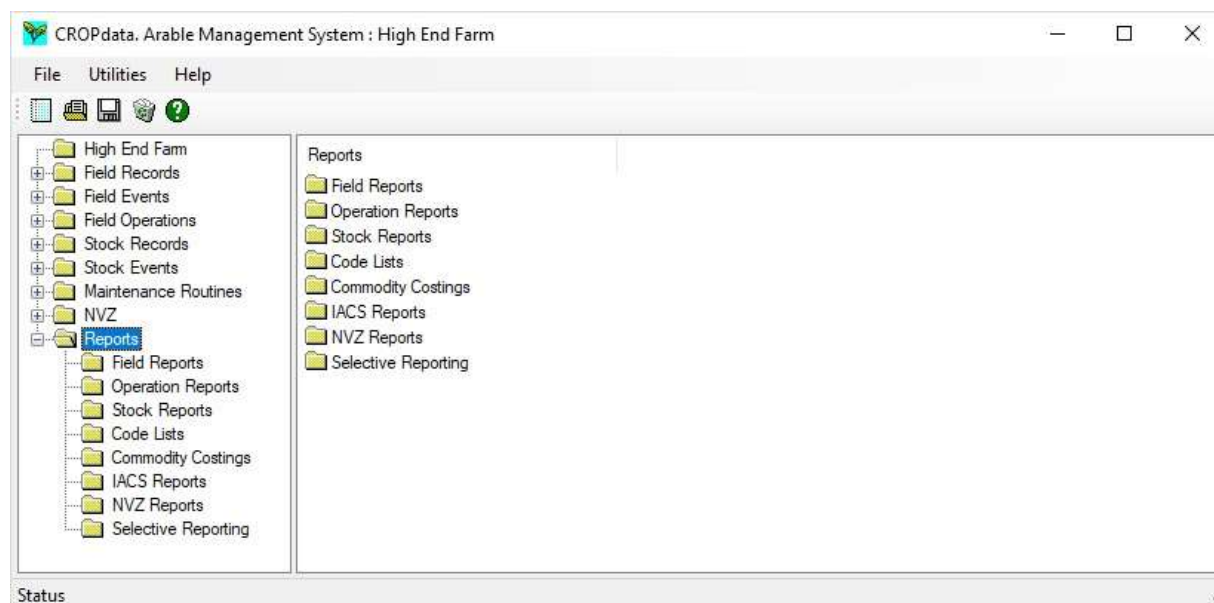 CROPdata. Arable Management System : High End Farm
File Utilities Help
High End Farm
Field Records
Field Events
Field Operations
Stock Records
Stock Events
Maintenance Routines
NVZ
Reports
Field Reports
Operation Reports
Stock Reports
Code Lists
Commodity Costings
IACS Reports
NVZ Reports
Selective Reporting
Reports
Field Reports
Operation Reports
Stock Reports
Code Lists
Commodity Costings
IACS Reports
NVZ Reports
Selective Reporting
Status